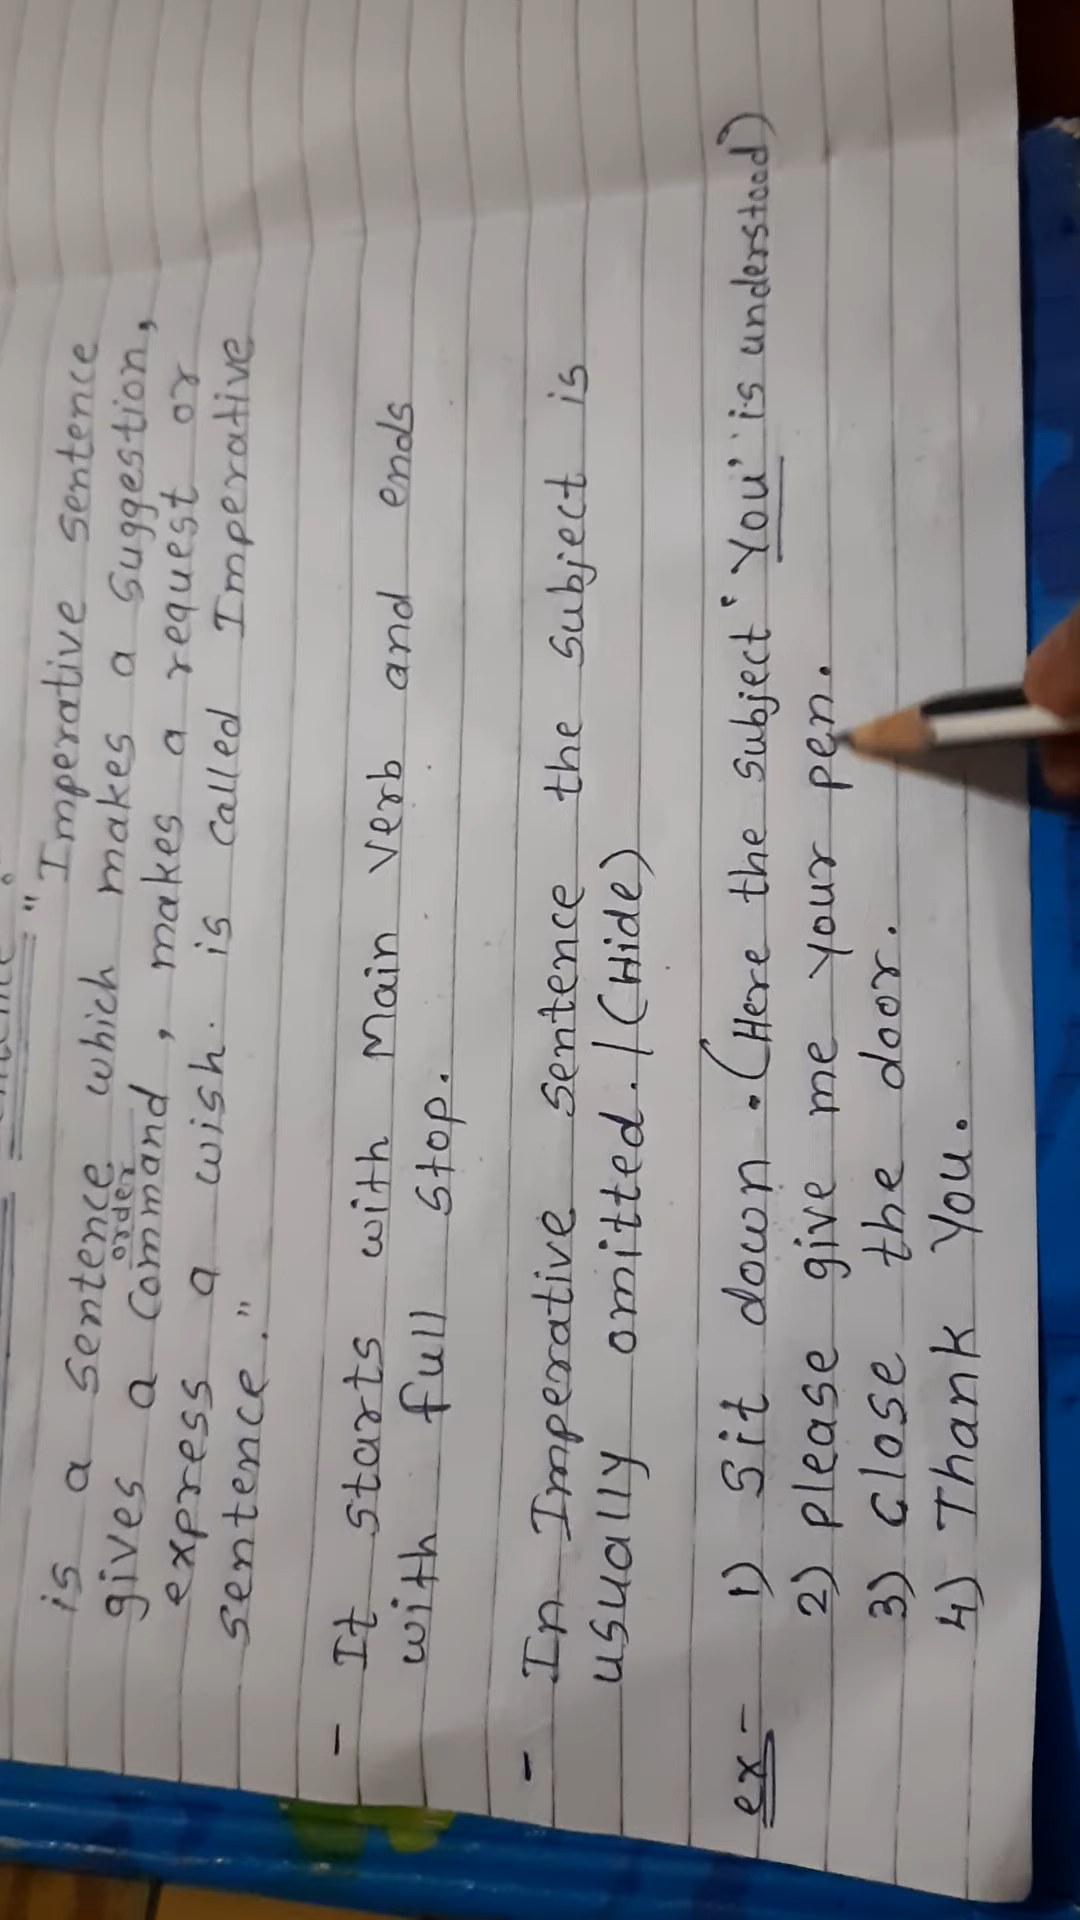 " Imperative sentence
is a sentence which makes a suggestion,
order
gives a command, makes a request or
express a wish. is called Imperative
sentence."
- It starts with Main verb and ends
with full stop.
- In Imperative sentence the subject is
usually omitted. / (Hide)
ex- 1) Sit down. (Here the subject 'You' is understood)
2) please give me your pen.
3) close the door.
4) Thank You.